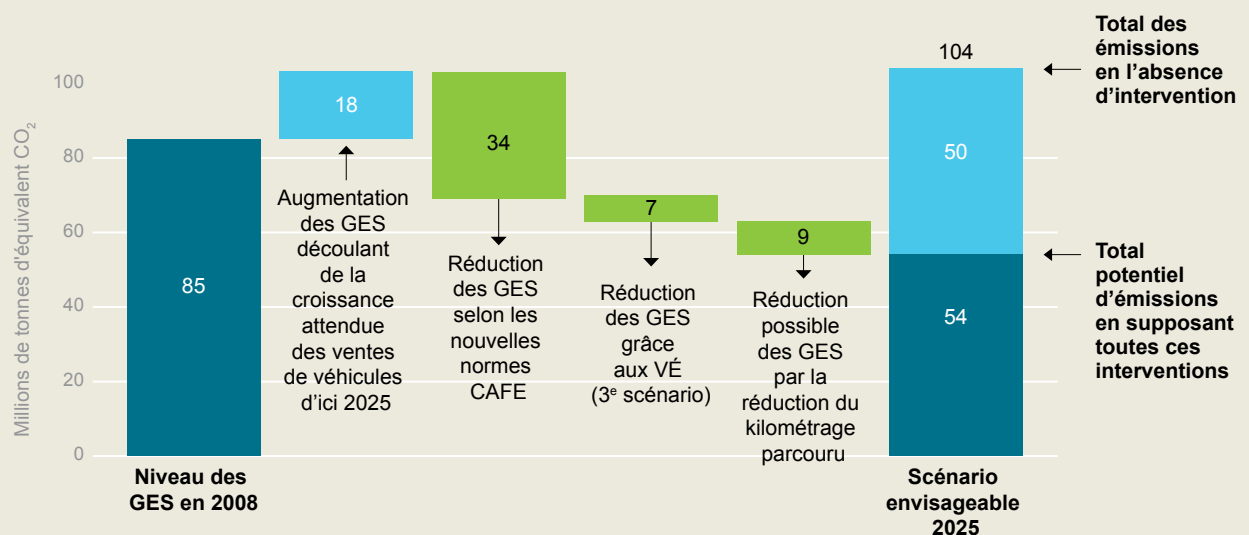 Millions de tonnes d'équivalent CO₂
100
80
60
40
20
0
85
Niveau des
GES en 2008
18
Augmentation
des GES
découlant
de la
croissance
attendue
des ventes
de véhicules
d’ici 2025
34
Réduction
des GES
selon les
nouvelles
normes
CAFE
7
Réduction
des GES
grâce
aux VÉ
(3e scénario)
9
Réduction
possible
des GES
par la
réduction du
kilométrage
parcouru
104
50
54
Scénario
envisageable
2025
Total des
émissions
en l’absence
d’intervention
Total
potentiel
d’émissions
en supposant
toutes ces
interventions